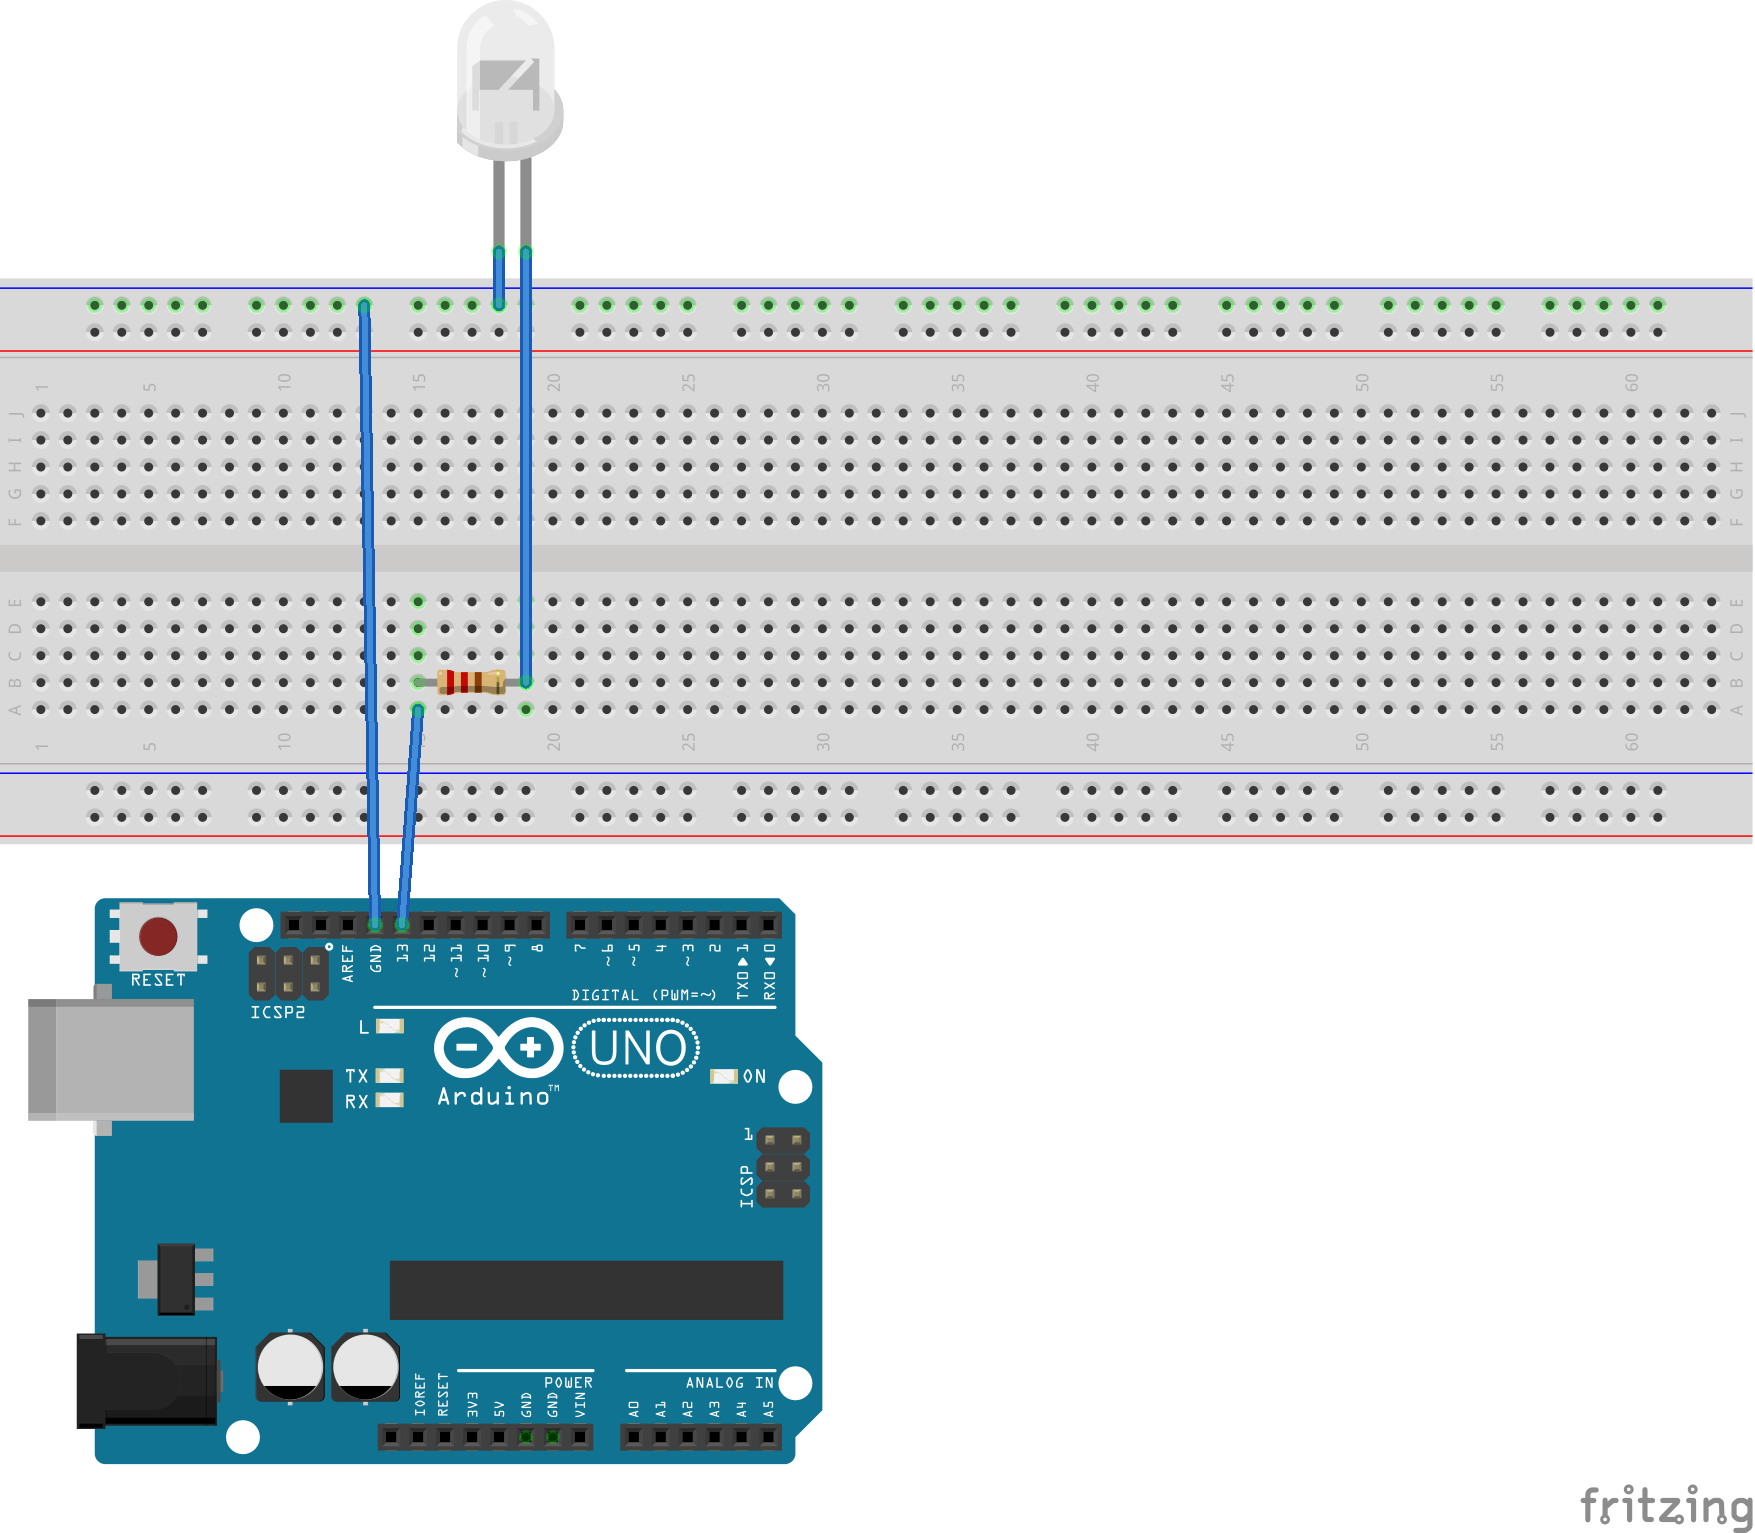 1 5 10 15 20 25 30 35 40 45 50 55 60
J J
I I
H H
G G
F F
E E
D D
C C
B B
A A
1 5 10 20 25 30 35 40 45 50 55 60
AREF GND 13 12 ~11 ~10 ~9 8 7 ~6 ~5 4 ~3 2 TX0▶1 RX0◀0
RESET
DIGITAL (PWM=~)
ICSP2
L
UNO
TX ON
RX Arduino™
1
ICSP
POWER ANALOG IN
IOREF RESET 3V3 5V GND GND VIN A0 A1 A2 A3 A4 A5
fritzing